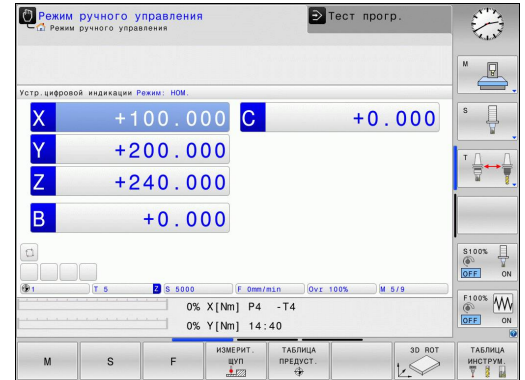 Режим ручного управления
Режим ручного управления
Тест прогр.
Устр.цифровой индикации Режим: НОМ.
X +100.000 C +0.000
Y +200.000
Z +240.000
B +0.000
1 T 5 Z S 5000 F 0mm/min Ovr 100% M 5/9
0% X[Nm] P4 -T4
0% Y[Nm] 14:40
M
S
T
S100%
OFF ON
F100%
OFF ON
M
S
F
ИЗМЕРИТ.
ЩУП
ТАБЛИЦА
ПРЕДУСТ.
3D ROT
ТАБЛИЦА
ИНСТРУМ.